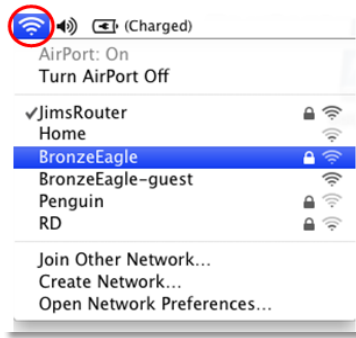 (Charged)
AirPort: On
Turn AirPort Off
✓JimsRouter
Home
BronzeEagle
BronzeEagle-guest
Penguin
RD
Join Other Network...
Create Network...
Open Network Preferences...